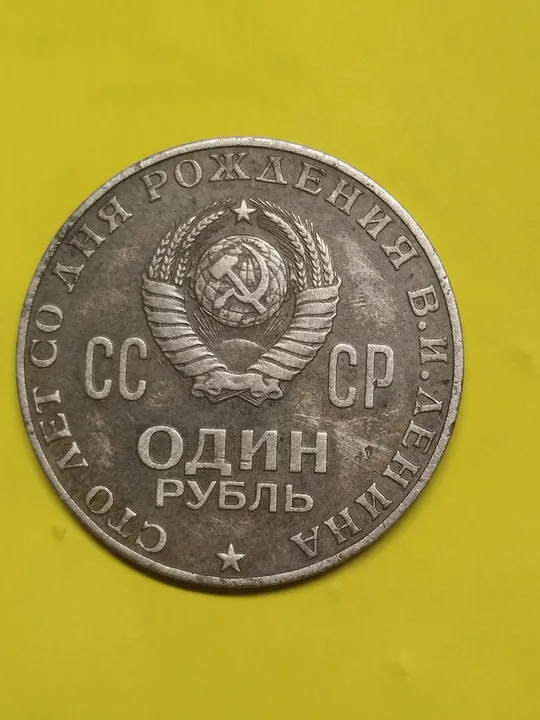 СТО ЛЕТ СО ДНЯ РОЖДЕНИЯ В.И.ЛЕНИНА
СС СР
ОДИН
РУБЛЬ